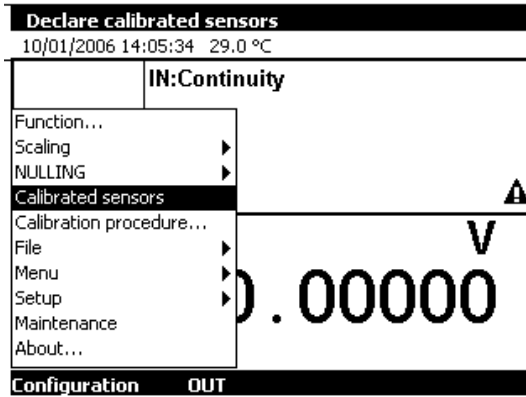 Declare calibrated sensors
10/01/2006 14:05:34 29.0 °C
IN:Continuity
Function...
Scaling
NULLING
Calibrated sensors
Calibration procedure...
File
Menu
Setup
Maintenance
About...
V
0.00000
Configuration OUT